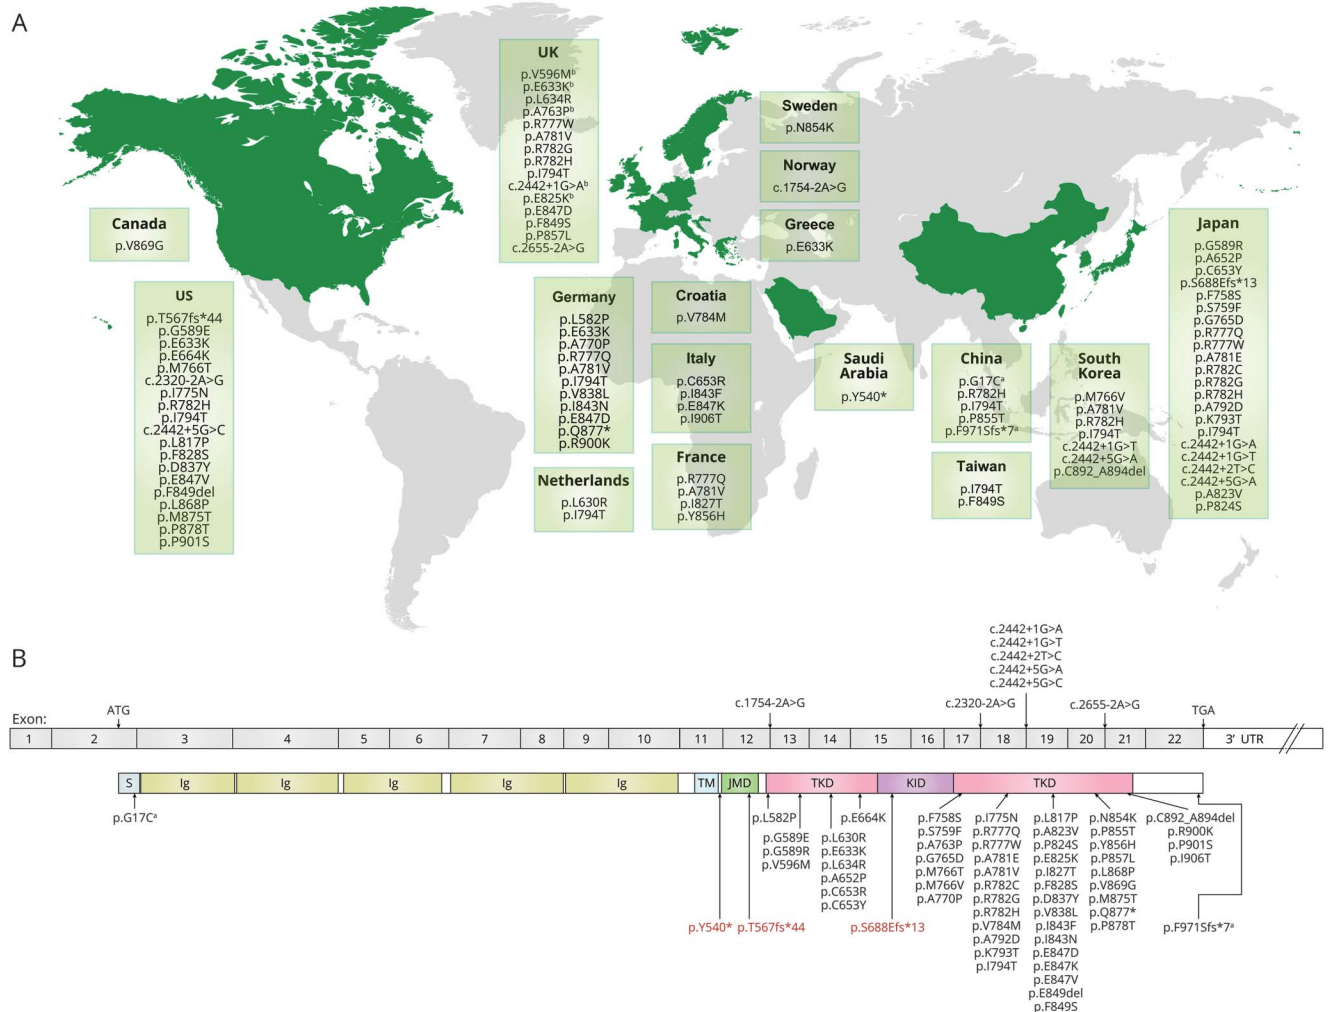 A
UK
p.V596Mᵇ
p.E633Kᵇ
p.L634R
p.A763Pᵇ
p.R777W
p.A781V
p.R782G
p.R782H
p.I794T
c.2442+1G>Aᵇ
p.E825Kᵇ
p.E847D
p.F849S
p.P857L
c.2655-2A>G
Sweden
p.N854K
Norway
c.1754-2A>G
Greece
p.E633K
Canada
p.V869G
US
p.T567fs*44
p.G589E
p.E633K
p.E664K
p.M766T
c.2320-2A>G
p.I775N
p.R782H
p.I794T
c.2442+5G>C
p.L817P
p.F828S
p.D837Y
p.E847V
p.F849del
p.L868P
p.M875T
p.P878T
p.P901S
Germany
p.L582P
p.E633K
p.A770P
p.R777Q
p.A781V
p.I794T
p.V838L
p.I843N
p.E847D
p.Q877*
p.R900K
Netherlands
p.L630R
p.I794T
Croatia
p.V784M
Italy
p.C653R
p.I843F
p.E847K
p.I906T
France
p.R777Q
p.A781V
p.I827T
p.Y856H
Saudi
Arabia
p.Y540*
China
p.G17Cᵃ
p.R782H
p.I794T
p.P855T
p.F971Sfs*7ᵃ
Taiwan
p.I794T
p.F849S
South
Korea
p.M766V
p.A781V
p.R782H
p.I794T
c.2442+1G>T
c.2442+5G>A
p.C892_A894del
Japan
p.G589R
p.A652P
p.C653Y
p.S688Efs*13
p.F758S
p.S759F
p.G765D
p.R777Q
p.R777W
p.A781E
p.R782C
p.R782G
p.R782H
p.A792D
p.K793T
p.I794T
c.2442+1G>A
c.2442+1G>T
c.2442+2T>C
c.2442+5G>A
p.A823V
p.P824S
B
c.2442+1G>A
c.2442+1G>T
c.2442+2T>C
c.2442+5G>A
c.2442+5G>C
ATG c.1754-2A>G c.2320-2A>G c.2655-2A>G TGA
Exon:
1 2 3 4 5 6 7 8 9 10 11 12 13 14 15 16 17 18 19 20 21 22 3' UTR
S Ig Ig Ig Ig Ig TM JMD TKD KID TKD
p.G17Cᵃ
p.L582P
p.G589E
p.G589R
p.V596M
p.L630R
p.E633K
p.L634R
p.A652P
p.C653R
p.C653Y
p.E664K
p.F758S
p.S759F
p.A763P
p.G765D
p.M766T
p.M766V
p.A770P
p.I775N
p.R777Q
p.R777W
p.A781E
p.A781V
p.R782C
p.R782G
p.R782H
p.V784M
p.A792D
p.K793T
p.I794T
p.L817P
p.A823V
p.P824S
p.E825K
p.I827T
p.F828S
p.D837Y
p.V838L
p.I843F
p.I843N
p.E847D
p.E847K
p.E847V
p.E849del
p.F849S
p.N854K
p.P855T
p.Y856H
p.P857L
p.L868P
p.V869G
p.M875T
p.Q877*
p.P878T
p.C892_A894del
p.R900K
p.P901S
p.I906T
p.Y540* p.T567fs*44 p.S688Efs*13 p.F971Sfs*7ᵃ